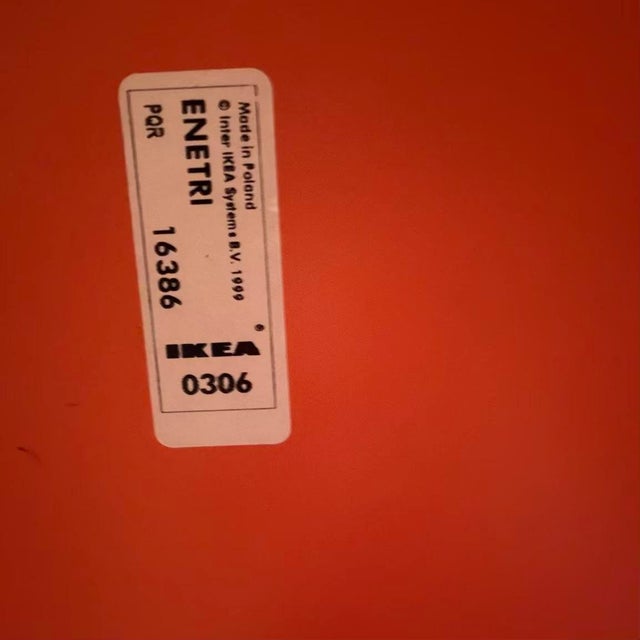 Made in Poland
© Inter IKEA Systems B.V. 1999
ENETRI
PQR 16386
IKEA®
0306